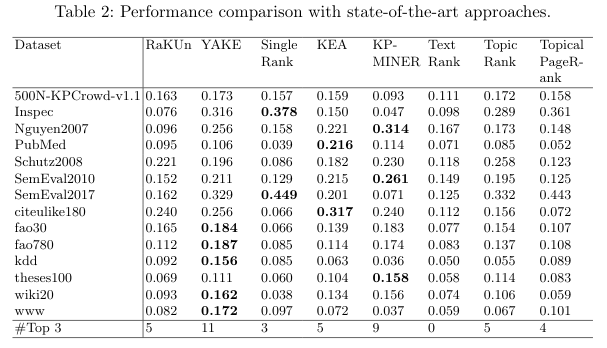 Table 2: Performance comparison with state-of-the-art approaches.
Dataset RaKUn YAKE Single Rank KEA KP-MINER Text Rank Topic Rank Topical PageR-ank
500N-KPCrowd-v1.1 0.163 0.173 0.157 0.159 0.093 0.111 0.172 0.158
Inspec 0.076 0.316 0.378 0.150 0.047 0.098 0.289 0.361
Nguyen2007 0.096 0.256 0.158 0.221 0.314 0.167 0.173 0.148
PubMed 0.095 0.106 0.039 0.216 0.114 0.071 0.085 0.052
Schutz2008 0.221 0.196 0.086 0.182 0.230 0.118 0.258 0.123
SemEval2010 0.152 0.211 0.129 0.215 0.261 0.149 0.195 0.125
SemEval2017 0.162 0.329 0.449 0.201 0.071 0.125 0.332 0.443
citeulike180 0.240 0.256 0.066 0.317 0.240 0.112 0.156 0.072
fao30 0.165 0.184 0.066 0.139 0.183 0.077 0.154 0.107
fao780 0.112 0.187 0.085 0.114 0.174 0.083 0.137 0.108
kdd 0.092 0.156 0.085 0.063 0.036 0.050 0.055 0.089
theses100 0.069 0.111 0.060 0.104 0.158 0.058 0.114 0.083
wiki20 0.093 0.162 0.038 0.134 0.156 0.074 0.106 0.059
www 0.082 0.172 0.097 0.072 0.037 0.059 0.067 0.101
#Top 3 5 11 3 5 9 0 5 4